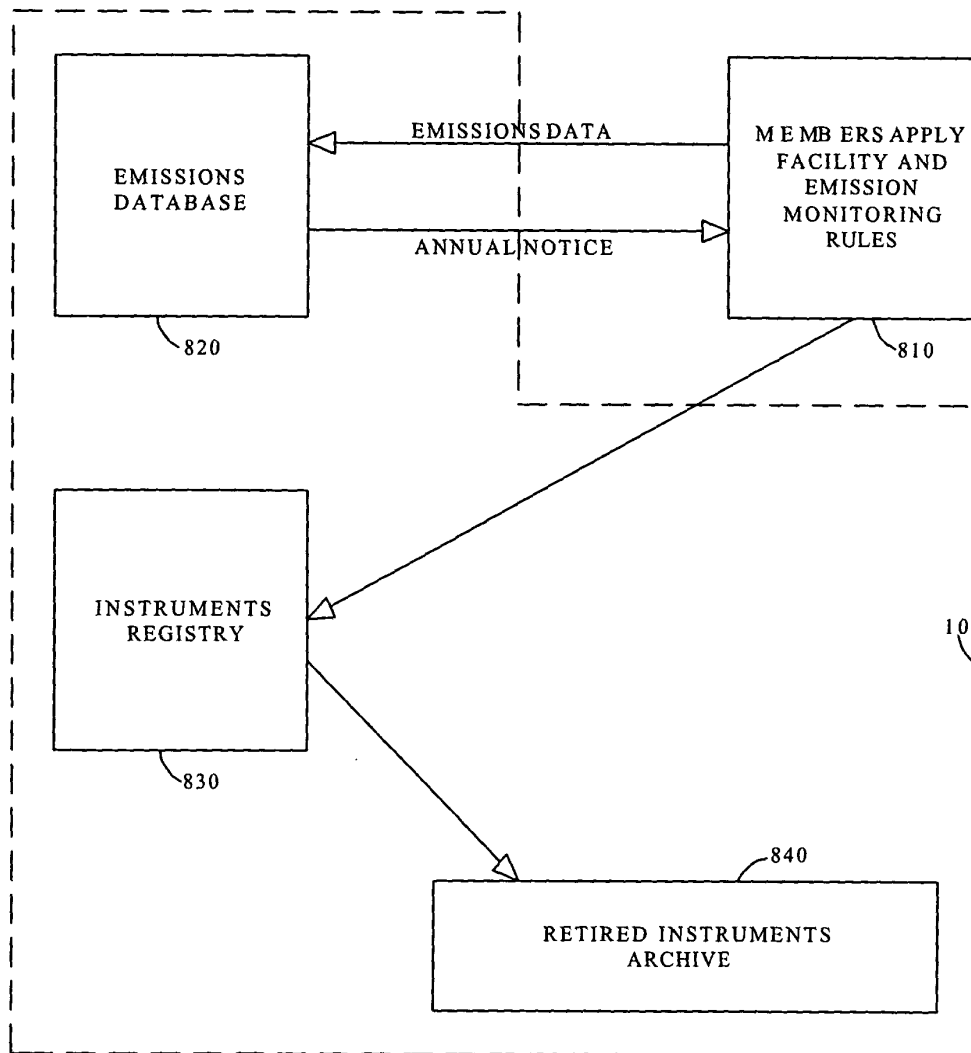 EMISSIONS DATA
MEMBERS APPLY
FACILITY AND
EMISSION
MONITORING
RULES
EMISSIONS
DATABASE
ANNUAL NOTICE
820
810
INSTRUMENTS
REGISTRY
10
830
840
RETIRED INSTRUMENTS
ARCHIVE